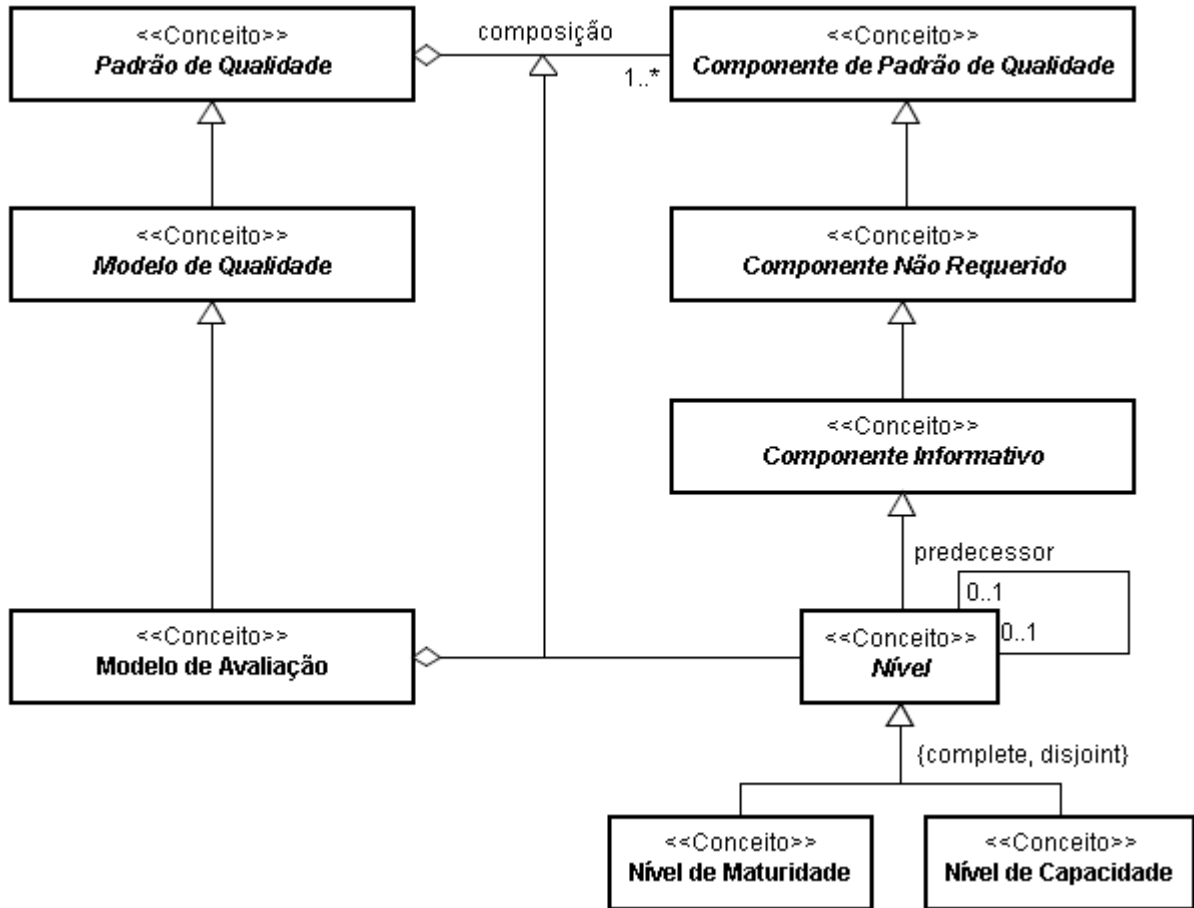 <<Conceito>>
Padrão de Qualidade
composição
1..*
<<Conceito>>
Componente de Padrão de Qualidade
<<Conceito>>
Modelo de Qualidade
<<Conceito>>
Componente Não Requerido
<<Conceito>>
Componente Informativo
predecessor
0..1
0..1
<<Conceito>>
Modelo de Avaliação
<<Conceito>>
Nível
{complete, disjoint}
<<Conceito>>
Nível de Maturidade
<<Conceito>>
Nível de Capacidade